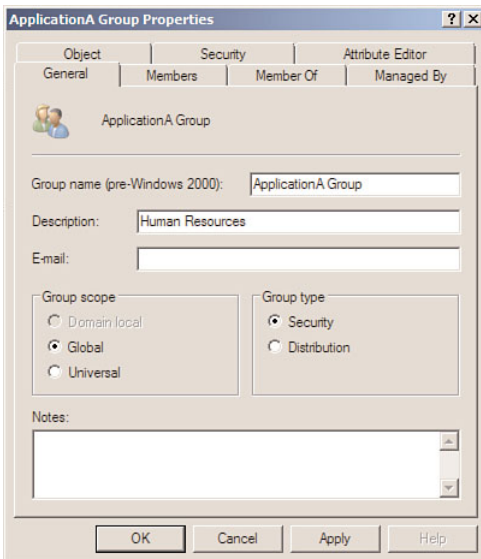 ApplicationA Group Properties
Object Security Attribute Editor
General Members Member Of Managed By
ApplicationA Group
Group name (pre-Windows 2000): ApplicationA Group
Description: Human Resources
E-mail:
Group scope Group type
Domain local Security
Global Distribution
Universal
Notes:
OK Cancel Apply Help